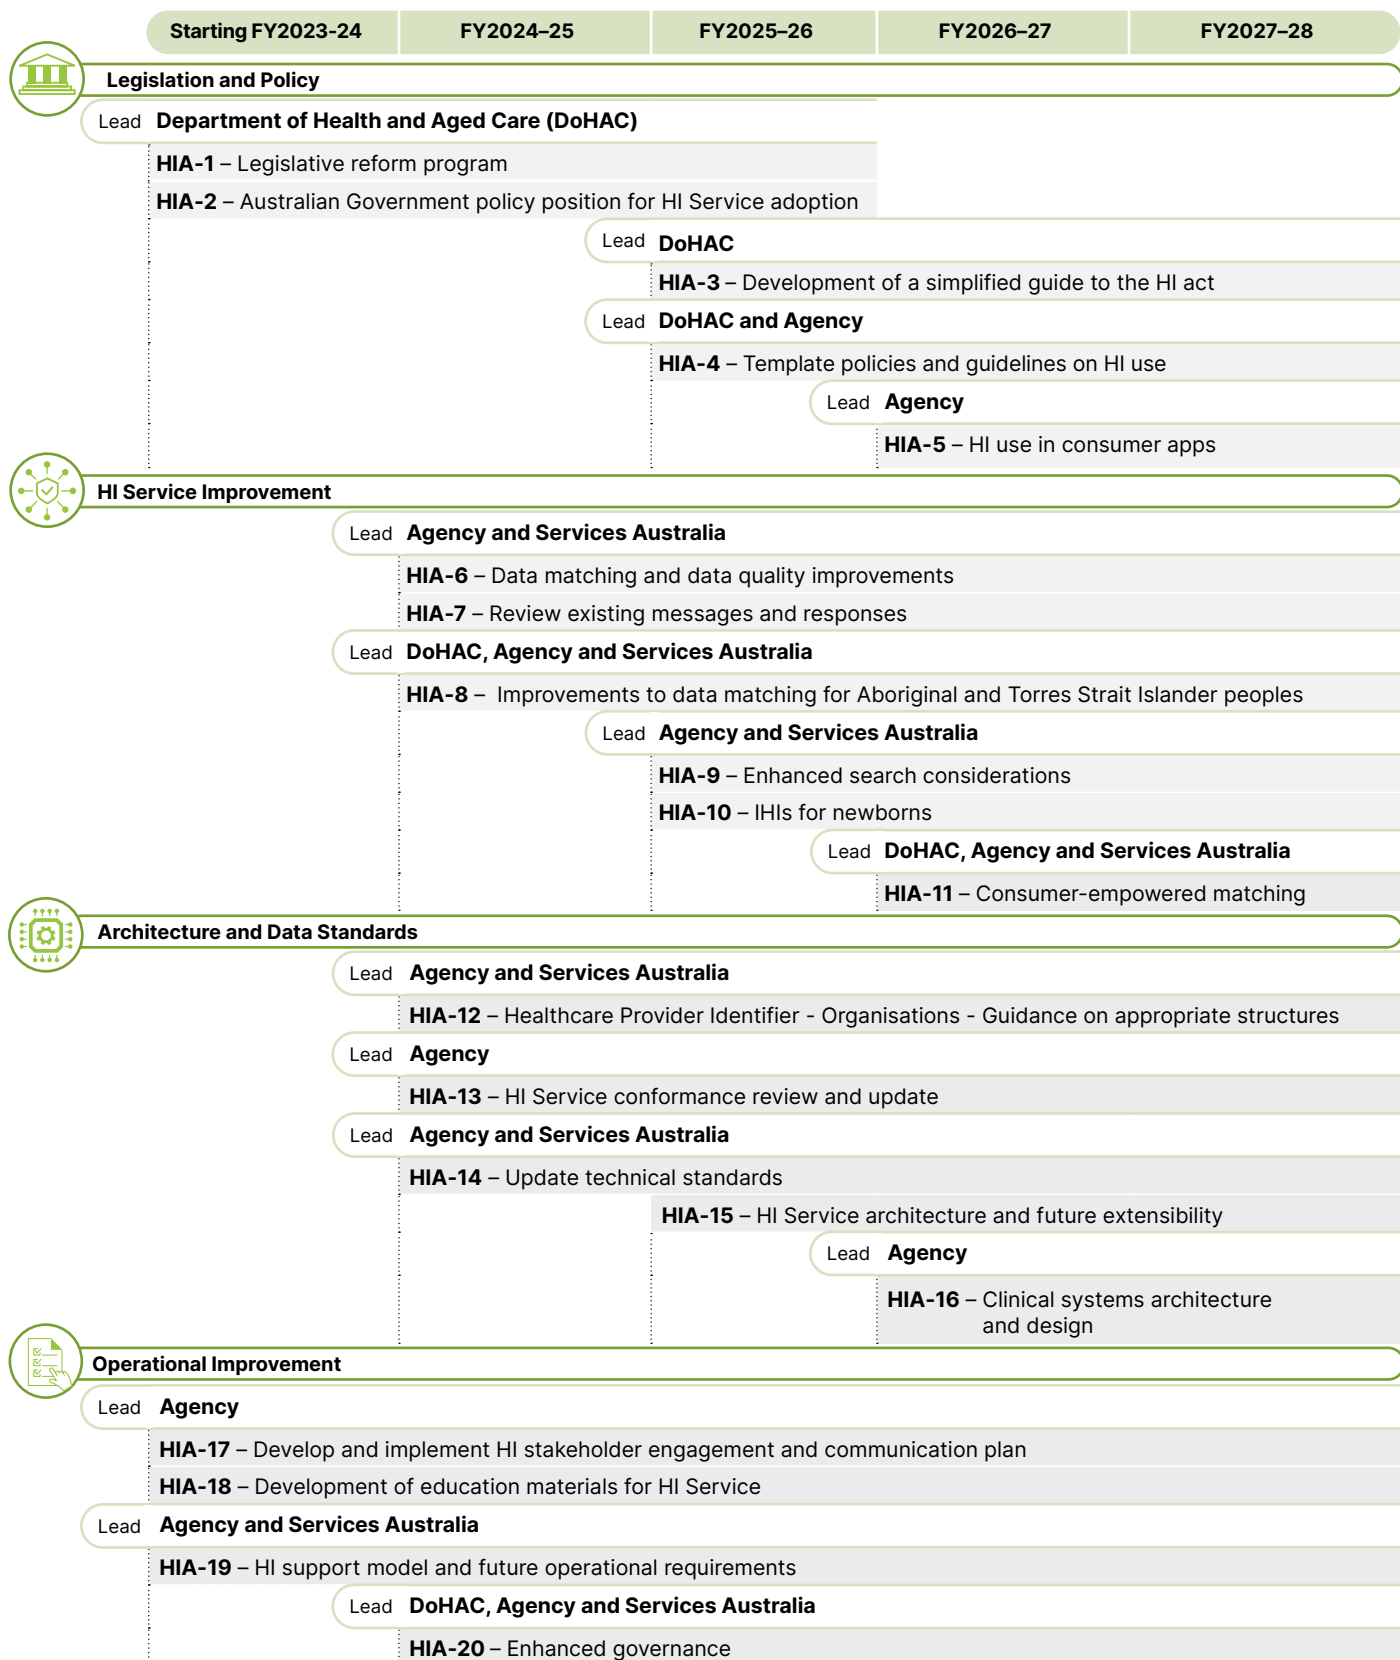 Starting FY2023-24 FY2024–25 FY2025–26 FY2026–27 FY2027–28
Legislation and Policy
Lead Department of Health and Aged Care (DoHAC)
HIA-1 – Legislative reform program
HIA-2 – Australian Government policy position for HI Service adoption
Lead DoHAC
HIA-3 – Development of a simplified guide to the HI act
Lead DoHAC and Agency
HIA-4 – Template policies and guidelines on HI use
Lead Agency
HIA-5 – HI use in consumer apps
HI Service Improvement
Lead Agency and Services Australia
HIA-6 – Data matching and data quality improvements
HIA-7 – Review existing messages and responses
Lead DoHAC, Agency and Services Australia
HIA-8 – Improvements to data matching for Aboriginal and Torres Strait Islander peoples
Lead Agency and Services Australia
HIA-9 – Enhanced search considerations
HIA-10 – IHIs for newborns
Lead DoHAC, Agency and Services Australia
HIA-11 – Consumer-empowered matching
Architecture and Data Standards
Lead Agency and Services Australia
HIA-12 – Healthcare Provider Identifier - Organisations - Guidance on appropriate structures
Lead Agency
HIA-13 – HI Service conformance review and update
Lead Agency and Services Australia
HIA-14 – Update technical standards
HIA-15 – HI Service architecture and future extensibility
Lead Agency
HIA-16 – Clinical systems architecture
and design
Operational Improvement
Lead Agency
HIA-17 – Develop and implement HI stakeholder engagement and communication plan
HIA-18 – Development of education materials for HI Service
Lead Agency and Services Australia
HIA-19 – HI support model and future operational requirements
Lead DoHAC, Agency and Services Australia
HIA-20 – Enhanced governance